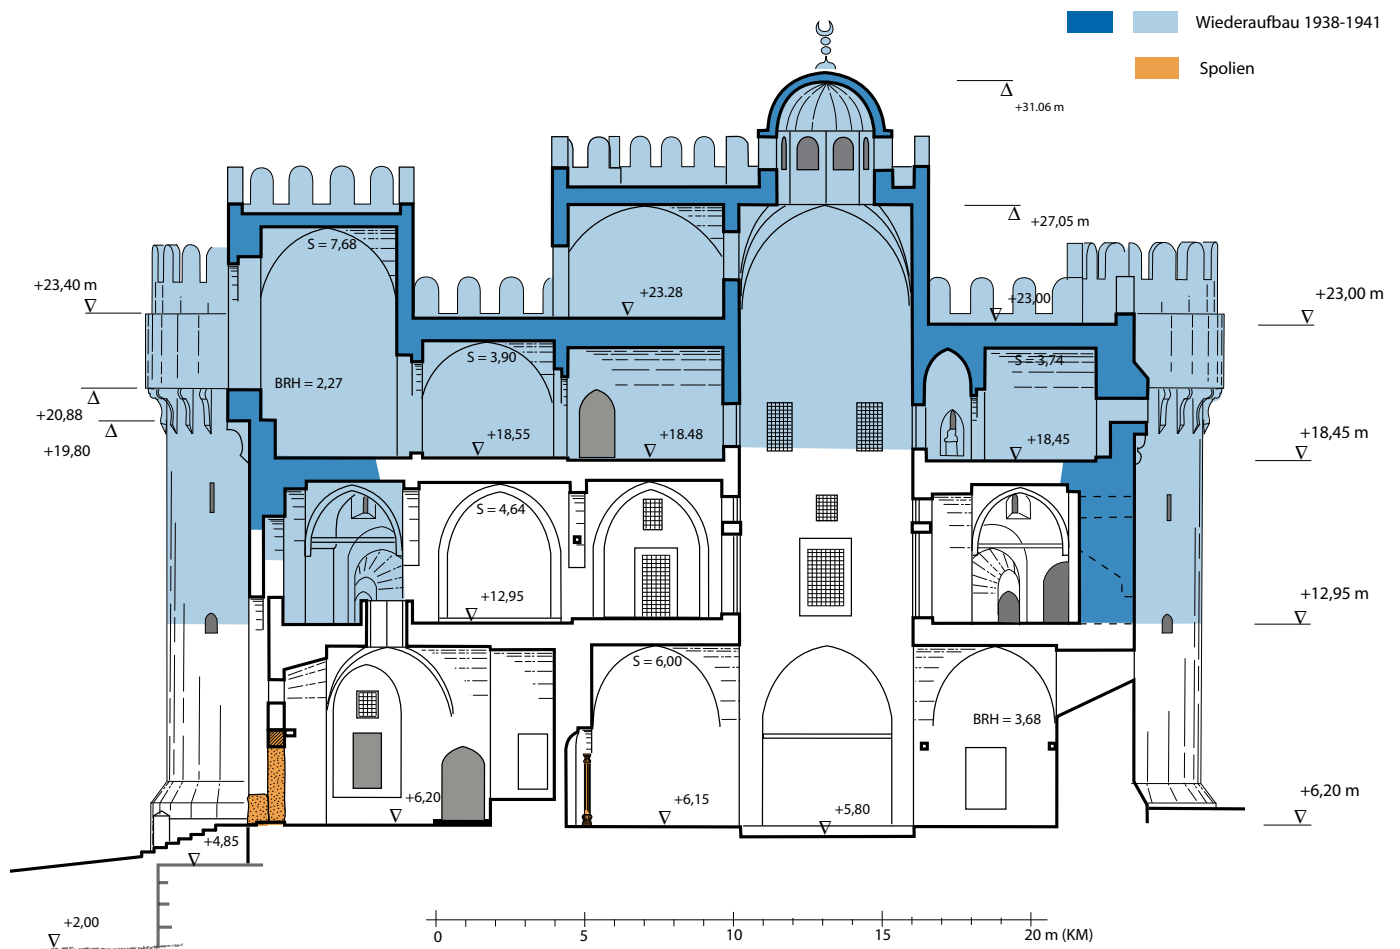 Wiederaufbau 1938-1941
Spolien
+31.06 m
+27,05 m
S = 7,68
+23,40 m
+23.28
+23,00
+23,00 m
S = 3,90
S = 3,74
BRH = 2,27
+20,88
+19,80
+18,55
+18.48
+18,45
+18,45 m
S = 4,64
+12,95
+12,95 m
S = 6,00
BRH = 3,68
+6,20
+6,15
+5,80
+6,20 m
+4,85
+2,00
0 5 10 15 20 m (KM)